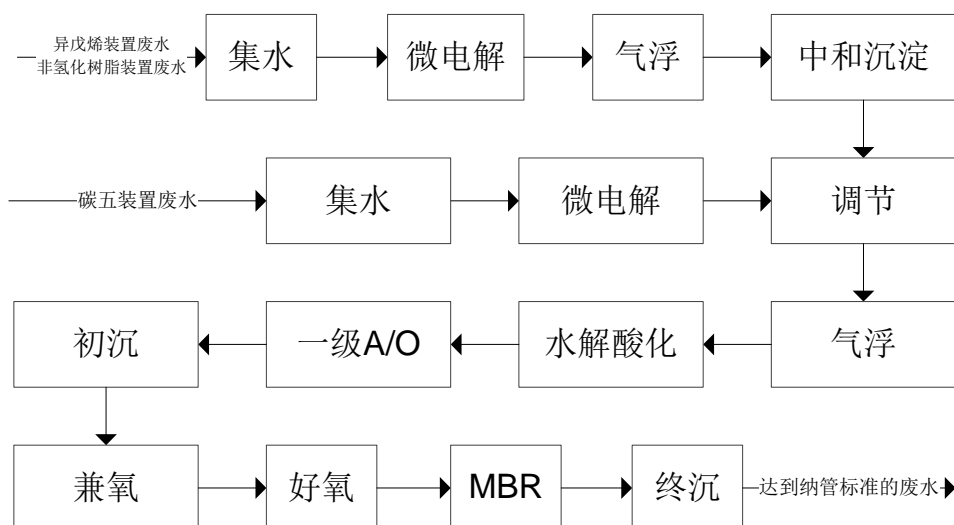 异戊烯装置废水
非氢化树脂装置废水
集水
微电解
气浮
中和沉淀
碳五装置废水
集水
微电解
调节
初沉
一级A/O
水解酸化
气浮
兼氧
好氧
MBR
终沉
达到纳管标准的废水